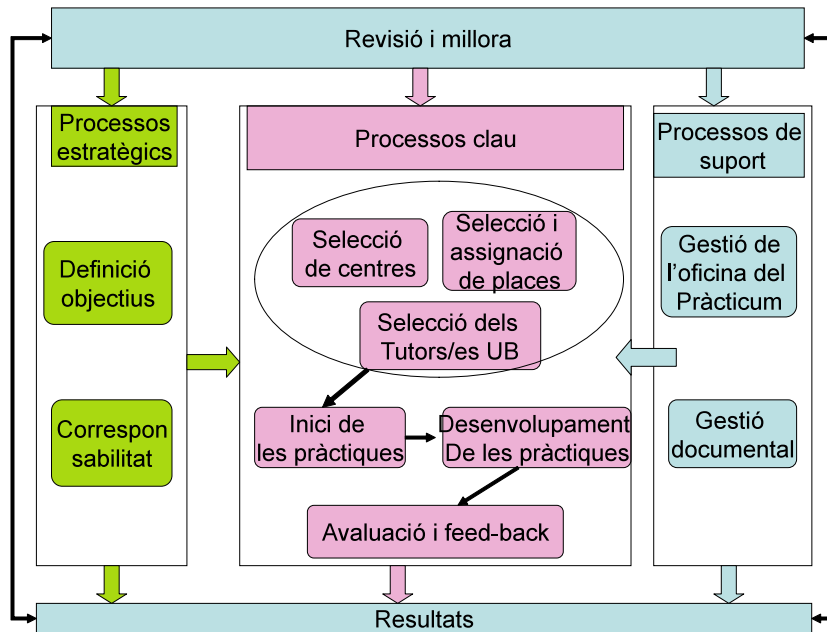 Revisió i millora
Processos
estratègics
Definició
objectius
Correspon
sabilitat
Processos clau
Selecció
de centres
Selecció i
assignació
de places
Selecció dels
Tutors/es UB
Inici de
les pràctiques
Desenvolupament
De les pràctiques
Avaluació i feed-back
Processos de
suport
Gestió de
l’oficina del
Pràcticum
Gestió
documental
Resultats